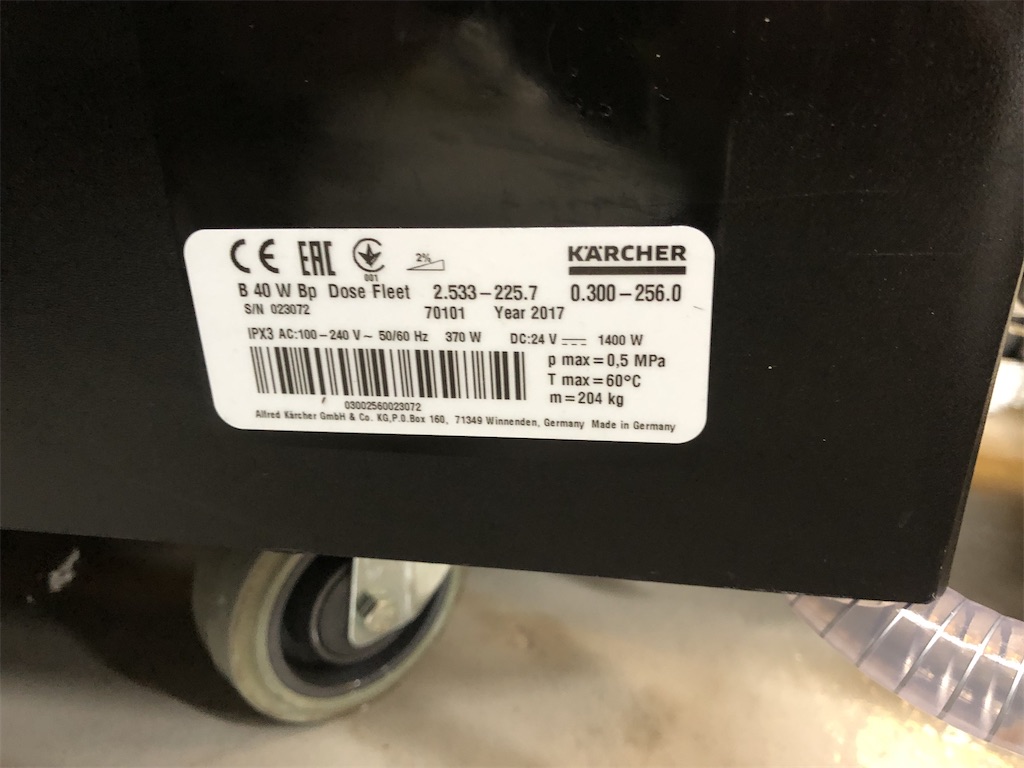 CE EAC 001 2% KÄRCHER
B 40 W Bp Dose Fleet 2.533-225.7 0.300-256.0
S/N 023072 70101 Year 2017
IPX3 AC:100-240 V~ 50/60 Hz 370 W DC:24 V 1400 W
p max=0,5 MPa
T max=60°C
m=204 kg
03002560023072
Alfred Kärcher GmbH & Co. KG,P.O.Box 160, 71349 Winnenden, Germany Made in Germany